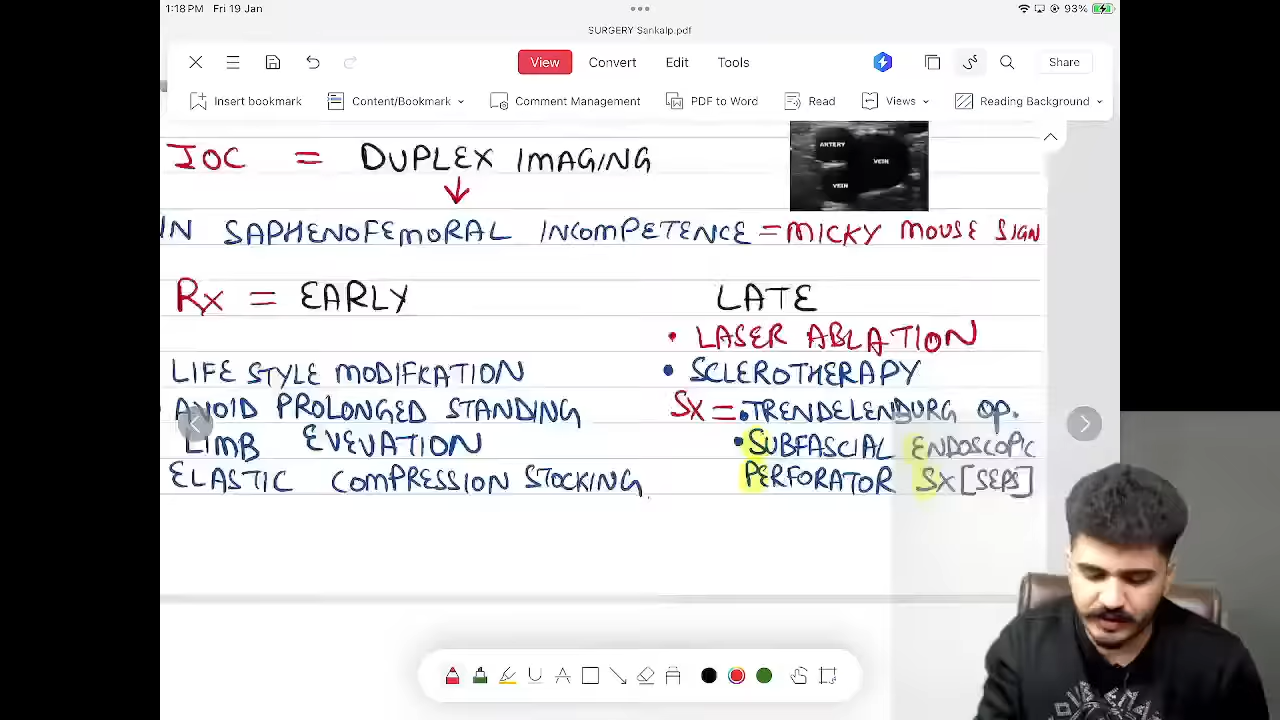 1:18 PM Fri 19 Jan
93%
SURGERY Sankalp.pdf
View Convert Edit Tools Share
Insert bookmark Content/Bookmark Comment Management PDF to Word Read Views Reading Background
IOC = DUPLEX IMAGING
ARTERY
VEIN
VEIN
IN SAPHENOFEMORAL INCOMPETENCE = MICKY MOUSE SIGN
Rx = EARLY
LIFE STYLE MODIFKATION
AVOID PROLONGED STANDING
LIMB EVEVATION
ELASTIC COMPRESSION STOCKING
LATE
• LASER ABLATION
• SCLEROTHERAPY
Sx = • TRENDELENBURG OP.
• SUBFASCIAL ENDOSCOPIC
PERFORATOR Sx [SEPS]